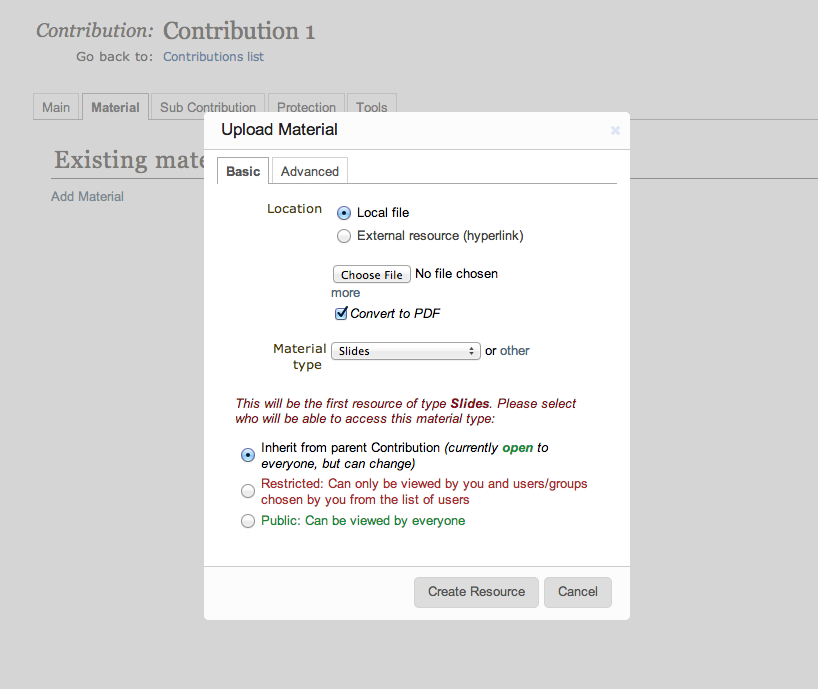 Contribution: Contribution 1
Go back to: Contributions list
Main Material Sub Contribution Protection Tools
Upload Material
Existing mate
Basic Advanced
Add Material
Location Local file
External resource (hyperlink)
Choose File No file chosen
more
Convert to PDF
Material type Slides or other
This will be the first resource of type Slides. Please select
who will be able to access this material type:
Inherit from parent Contribution (currently open to
everyone, but can change)
Restricted: Can only be viewed by you and users/groups
chosen by you from the list of users
Public: Can be viewed by everyone
Create Resource Cancel